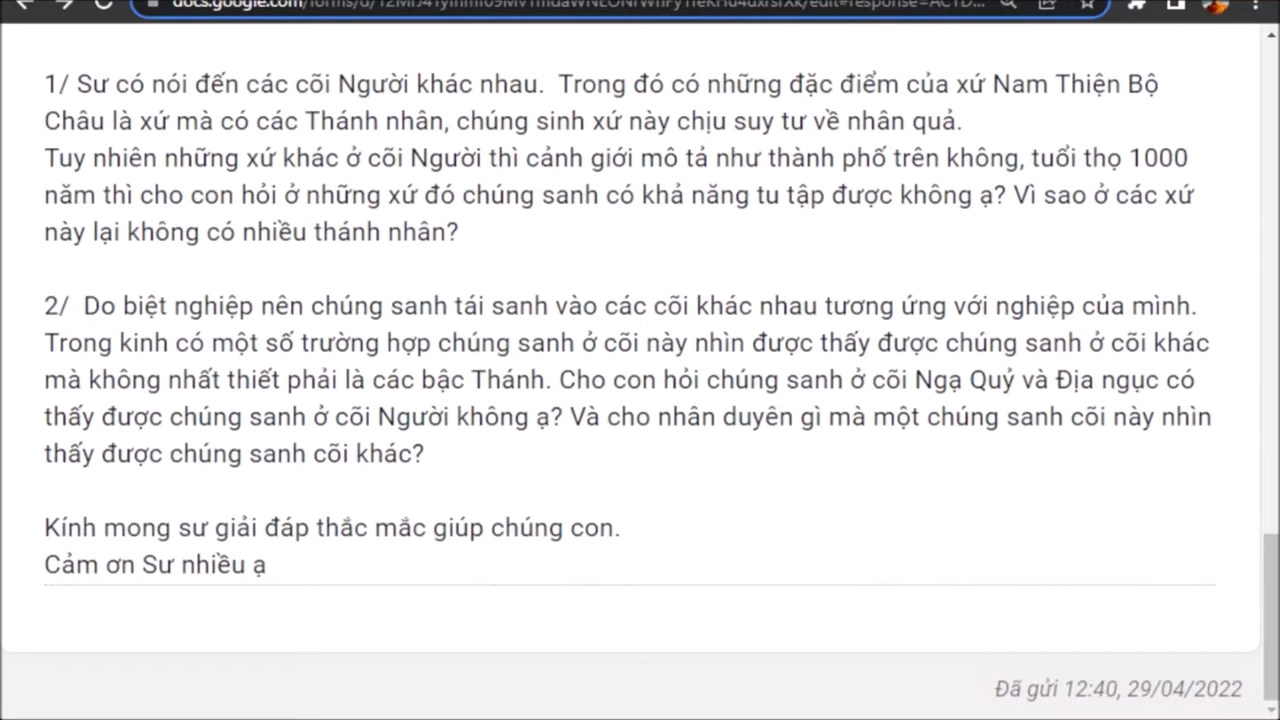 docs.google.com
1/ Sư có nói đến các cõi Người khác nhau.  Trong đó có những đặc điểm của xứ Nam Thiện Bộ
Châu là xứ mà có các Thánh nhân, chúng sinh xứ này chịu suy tư về nhân quả.
Tuy nhiên những xứ khác ở cõi Người thì cảnh giới mô tả như thành phố trên không, tuổi thọ 1000
năm thì cho con hỏi ở những xứ đó chúng sanh có khả năng tu tập được không ạ? Vì sao ở các xứ
này lại không có nhiều thánh nhân?
2/  Do biệt nghiệp nên chúng sanh tái sanh vào các cõi khác nhau tương ứng với nghiệp của mình.
Trong kinh có một số trường hợp chúng sanh ở cõi này nhìn được thấy được chúng sanh ở cõi khác
mà không nhất thiết phải là các bậc Thánh. Cho con hỏi chúng sanh ở cõi Ngạ Quỷ và Địa ngục có
thấy được chúng sanh ở cõi Người không ạ? Và cho nhân duyên gì mà một chúng sanh cõi này nhìn
thấy được chúng sanh cõi khác?
Kính mong sư giải đáp thắc mắc giúp chúng con.
Cảm ơn Sư nhiều ạ
Đã gửi 12:40, 29/04/2022